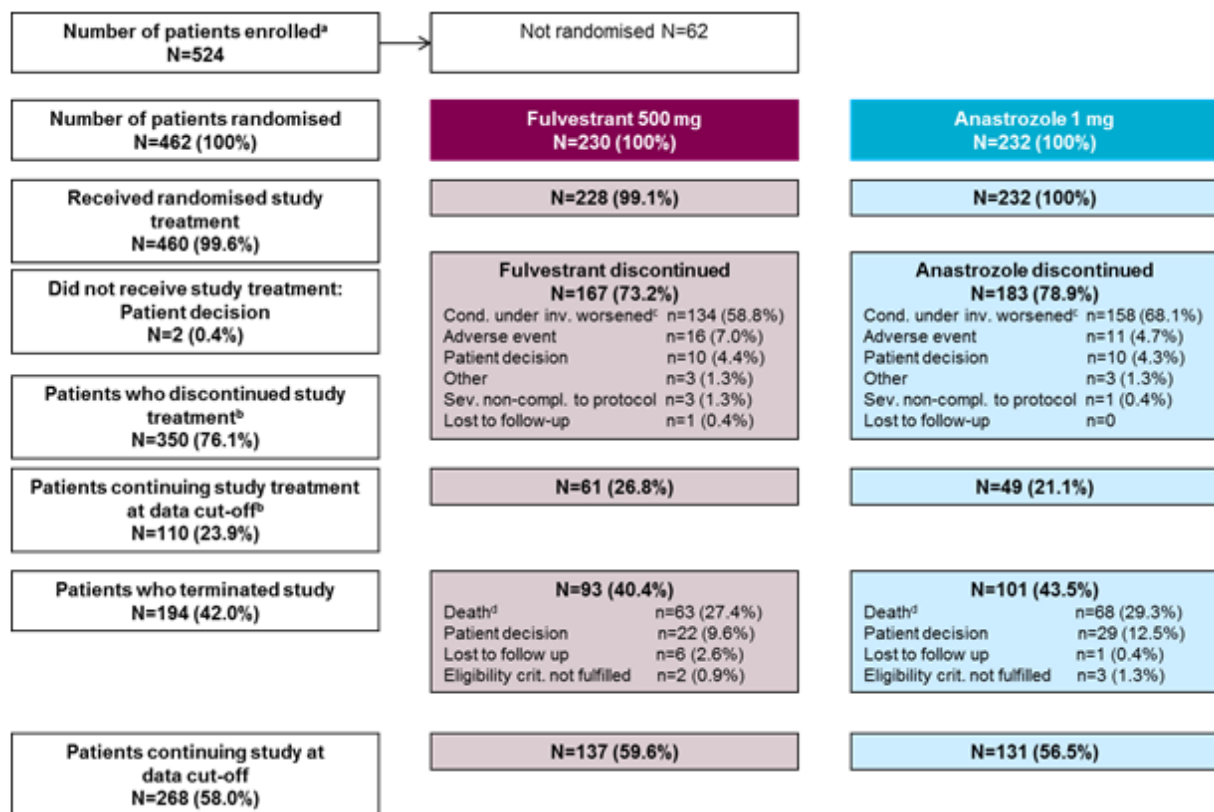 Number of patients enrolledᵃ
N=524
Not randomised N=62
Number of patients randomised
N=462 (100%)
Fulvestrant 500 mg
N=230 (100%)
Anastrozole 1 mg
N=232 (100%)
Received randomised study
treatment
N=460 (99.6%)
N=228 (99.1%)
N=232 (100%)
Did not receive study treatment:
Patient decision
N=2 (0.4%)
Patients who discontinued study
treatmentᵇ
N=350 (76.1%)
Fulvestrant discontinued
N=167 (73.2%)
Cond. under inv. worsenedᶜ n=134 (58.8%)
Adverse event n=16 (7.0%)
Patient decision n=10 (4.4%)
Other n=3 (1.3%)
Sev. non-compl. to protocol n=3 (1.3%)
Lost to follow-up n=1 (0.4%)
Anastrozole discontinued
N=183 (78.9%)
Cond. under inv. worsenedᶜ n=158 (68.1%)
Adverse event n=11 (4.7%)
Patient decision n=10 (4.3%)
Other n=3 (1.3%)
Sev. non-compl. to protocol n=1 (0.4%)
Lost to follow-up n=0
Patients continuing study treatment
at data cut-offᵇ
N=110 (23.9%)
N=61 (26.8%)
N=49 (21.1%)
Patients who terminated study
N=194 (42.0%)
N=93 (40.4%)
Deathᵈ n=63 (27.4%)
Patient decision n=22 (9.6%)
Lost to follow up n=6 (2.6%)
Eligibility crit. not fulfilled n=2 (0.9%)
N=101 (43.5%)
Deathᵈ n=68 (29.3%)
Patient decision n=29 (12.5%)
Lost to follow up n=1 (0.4%)
Eligibility crit. not fulfilled n=3 (1.3%)
Patients continuing study at
data cut-off
N=268 (58.0%)
N=137 (59.6%)
N=131 (56.5%)